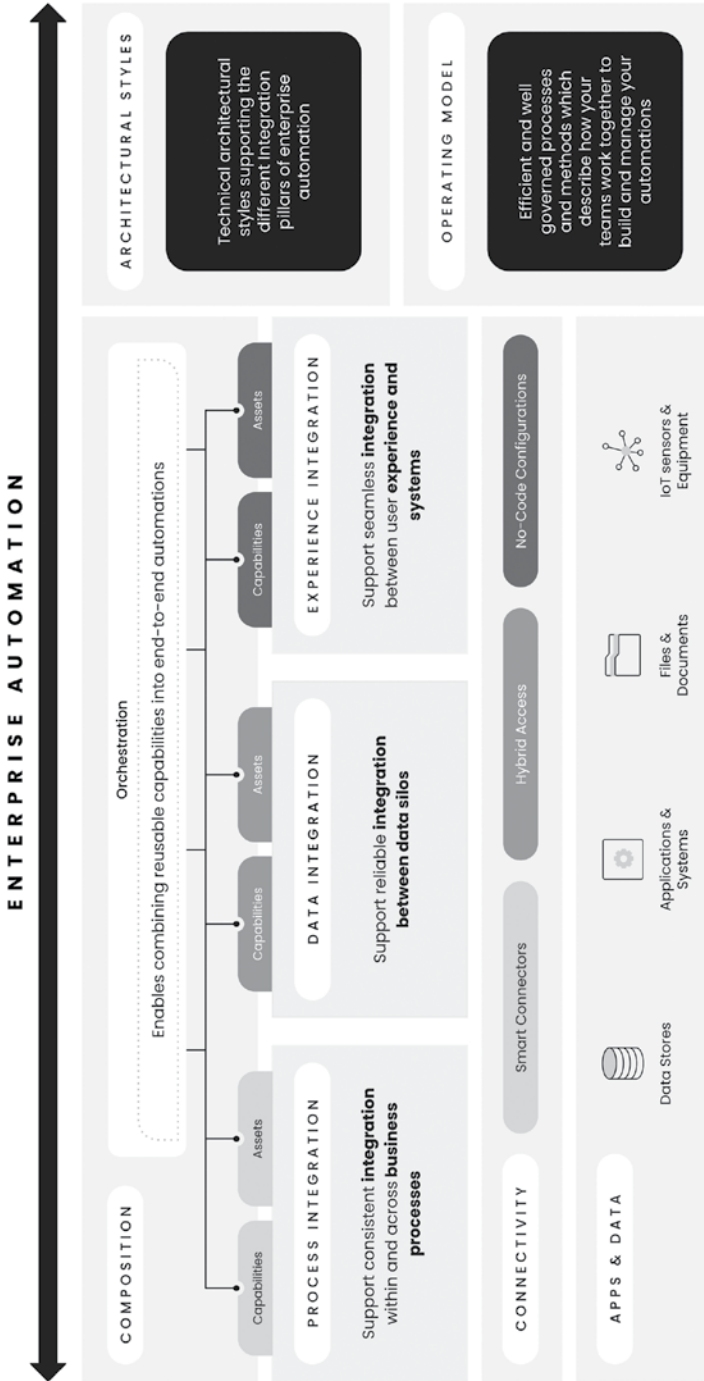 ENTERPRISE AUTOMATION
COMPOSITION
Orchestration
Enables combining reusable capabilities into end-to-end automations
Capabilities
Assets
Capabilities
Assets
Capabilities
Assets
PROCESS INTEGRATION
Support consistent integration
within and across business
processes
DATA INTEGRATION
Support reliable integration
between data silos
EXPERIENCE INTEGRATION
Support seamless integration
between user experience and
systems
CONNECTIVITY
Smart Connectors
Hybrid Access
No-Code Configurations
APPS & DATA
Data Stores
Applications &
Systems
Files &
Documents
IoT sensors &
Equipment
ARCHITECTURAL STYLES
Technical architectural
styles supporting the
different Integration
pillars of enterprise
automation
OPERATING MODEL
Efficient and well
governed processes
and methods which
describe how your
teams work together to
build and manage your
automations